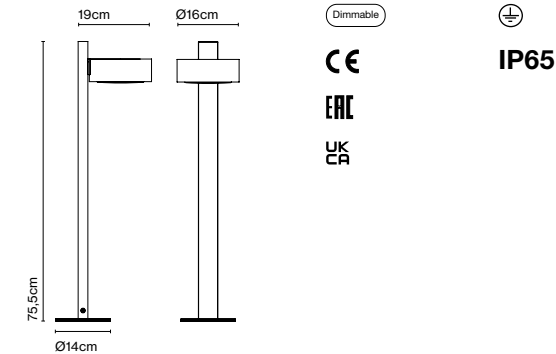 19cm
Ø16cm
Dimmable
CE
IP65
EAC
UK
CA
75,5cm
Ø14cm